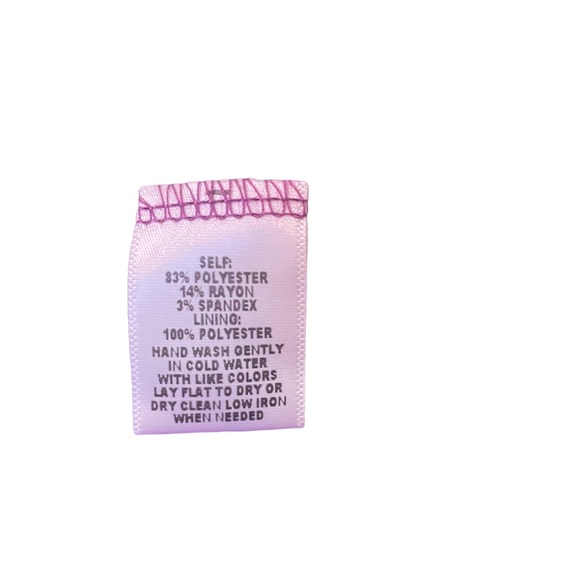 SELF:
83% POLYESTER
14% RAYON
3% SPANDEX
LINING:
100% POLYESTER
HAND WASH GENTLY
IN COLD WATER
WITH LIKE COLORS
LAY FLAT TO DRY OR
DRY CLEAN LOW IRON
WHEN NEEDED